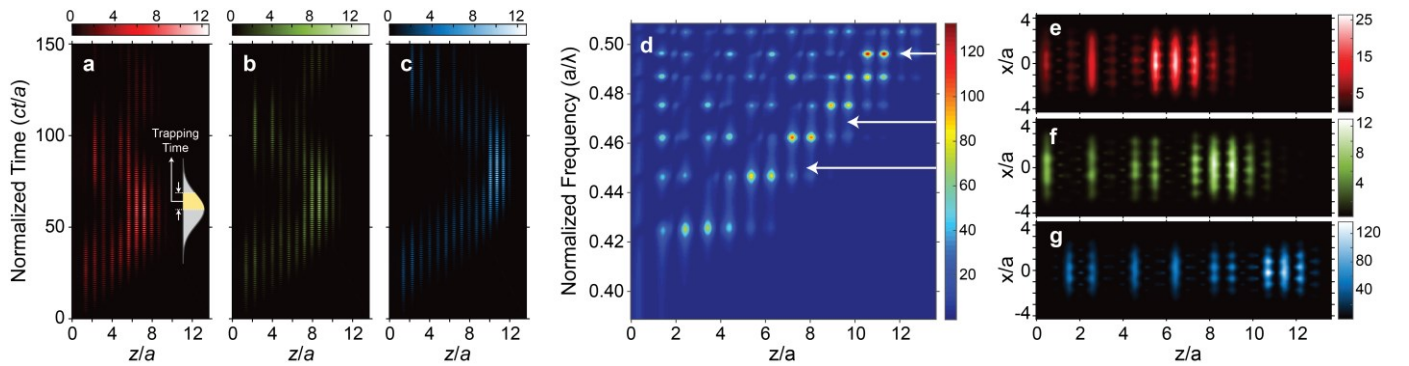 0 4 8 12
0 4 8 12
0 4 8 12
Normalized Time (ct/a)
150
100
50
0
a
Trapping
Time
b
c
0 4 8 12
0 4 8 12
0 4 8 12
z/a
z/a
z/a
Normalized Frequency (a/λ)
0.50
0.48
0.46
0.44
0.42
0.40
d
0 2 4 6 8 10 12
z/a
120
100
80
60
40
20
x/a
4
0
-4
e
25
15
5
x/a
4
0
-4
f
12
8
4
x/a
4
0
-4
g
120
80
40
0 2 4 6 8 10 12
z/a